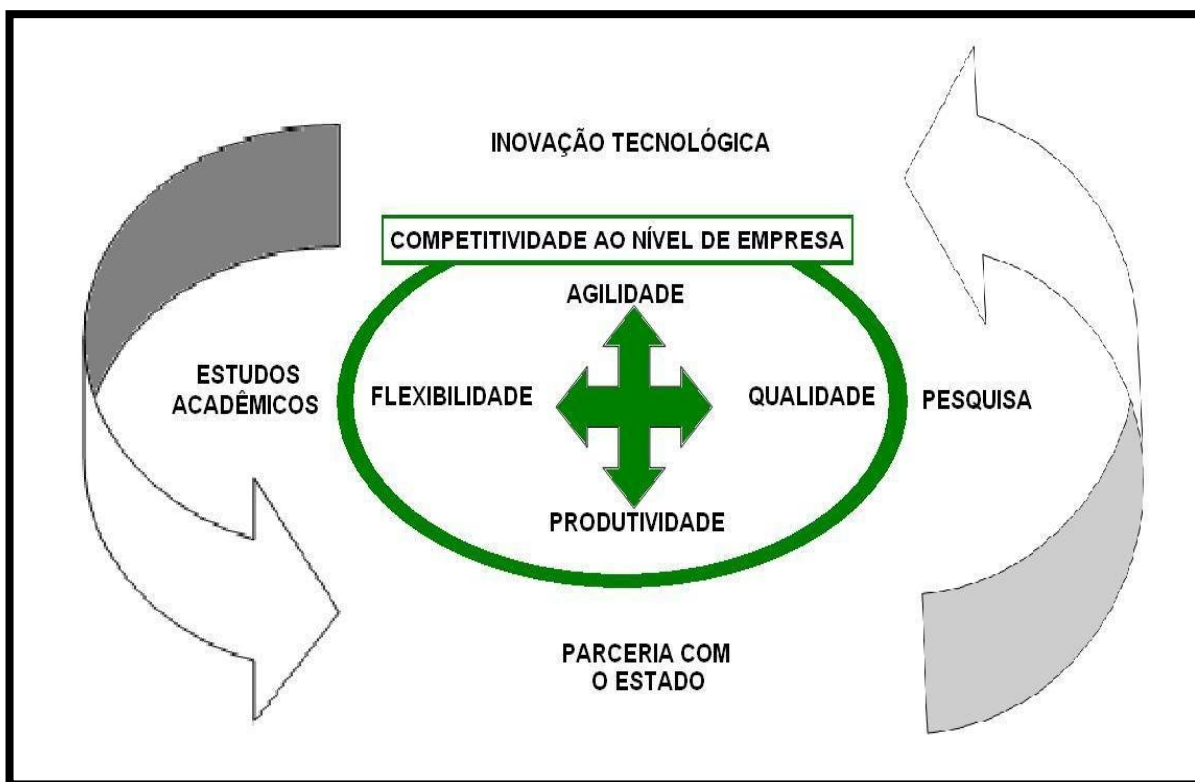 INOVAÇÃO TECNOLÓGICA
COMPETITIVIDADE AO NÍVEL DE EMPRESA
AGILIDADE
ESTUDOS
ACADÊMICOS
FLEXIBILIDADE
QUALIDADE
PESQUISA
PRODUTIVIDADE
PARCERIA COM
O ESTADO